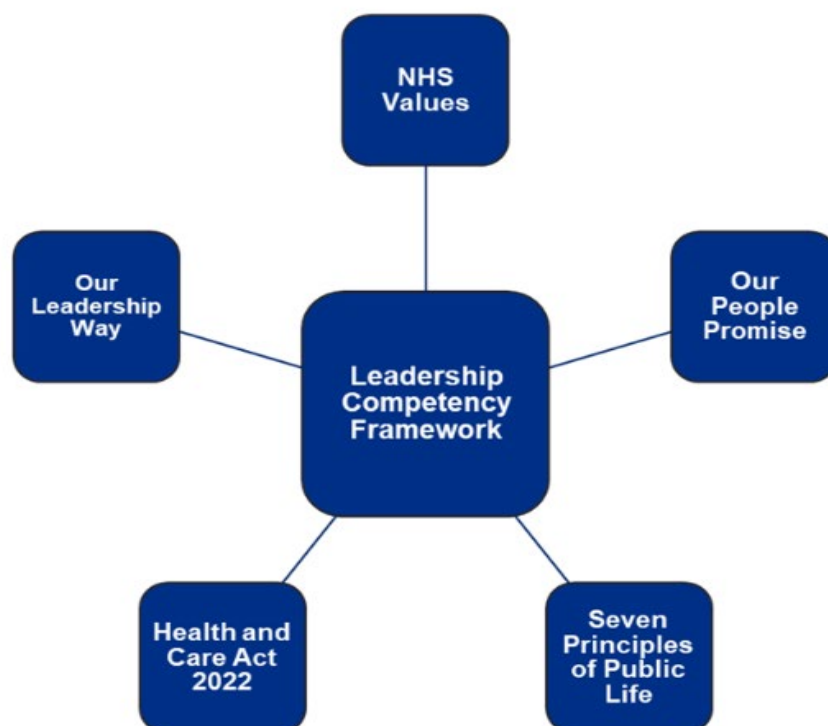 NHS
Values
Our
Leadership
Way
Our
People
Promise
Leadership
Competency
Framework
Health and
Care Act
2022
Seven
Principles
of Public
Life